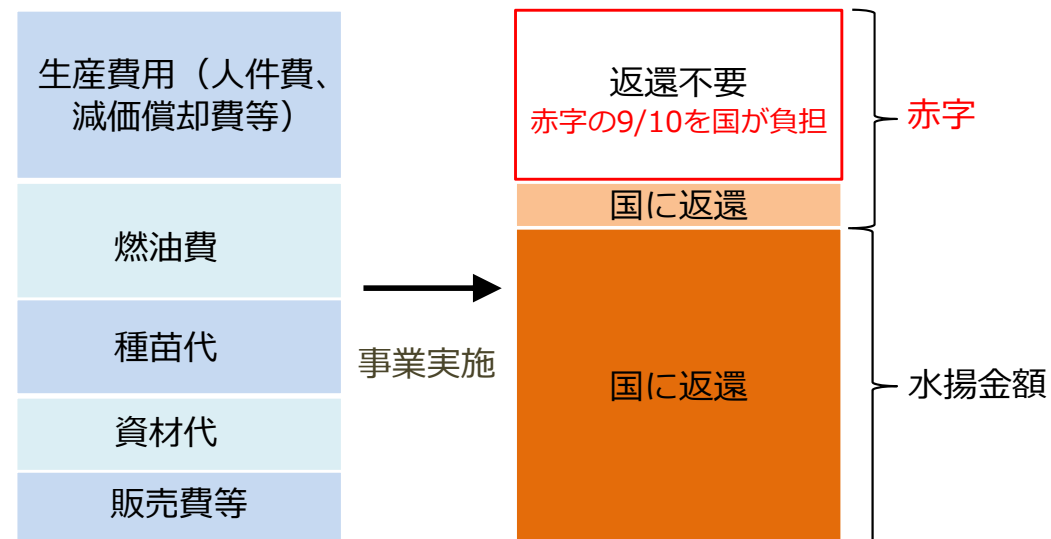 生産費用（人件費、
減価償却費等）
燃油費
種苗代
資材代
販売費等
事業実施
返還不要
赤字の9/10を国が負担
国に返還
国に返還
赤字
水揚金額